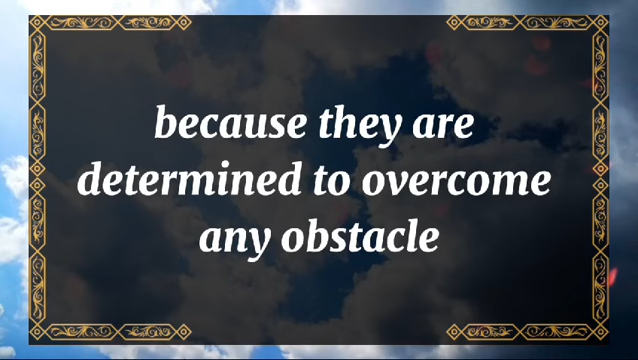 because they are
determined to overcome
any obstacle